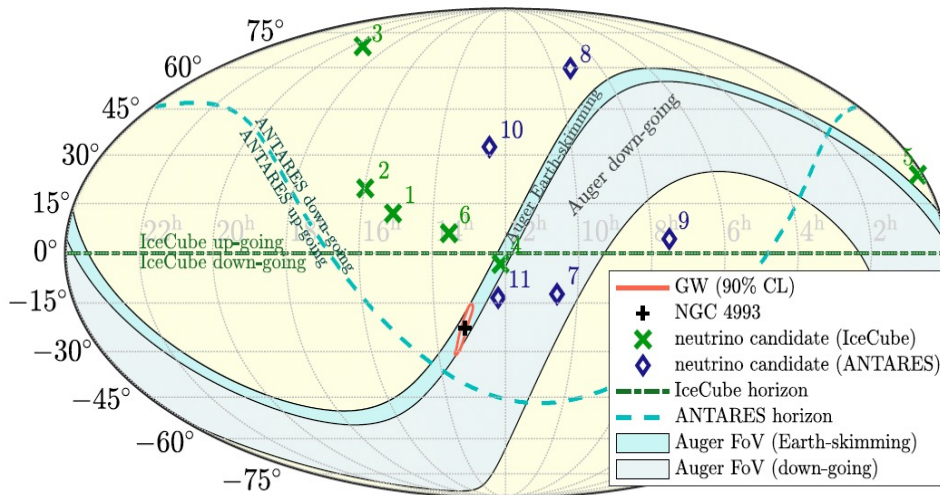 75°
60°
45°
30°
15°
0°
−15°
−30°
−45°
−60°
−75°
3
8
10
5
2
1
6
9
4
11
7
22h
20h
16h
12h
10h
8h
6h
4h
2h
ANTARES down-going
ANTARES up-going
Auger Earth-skimming
Auger down-going
IceCube up-going
IceCube down-going
GW (90% CL)
NGC 4993
neutrino candidate (IceCube)
neutrino candidate (ANTARES)
IceCube horizon
ANTARES horizon
Auger FoV (Earth-skimming)
Auger FoV (down-going)